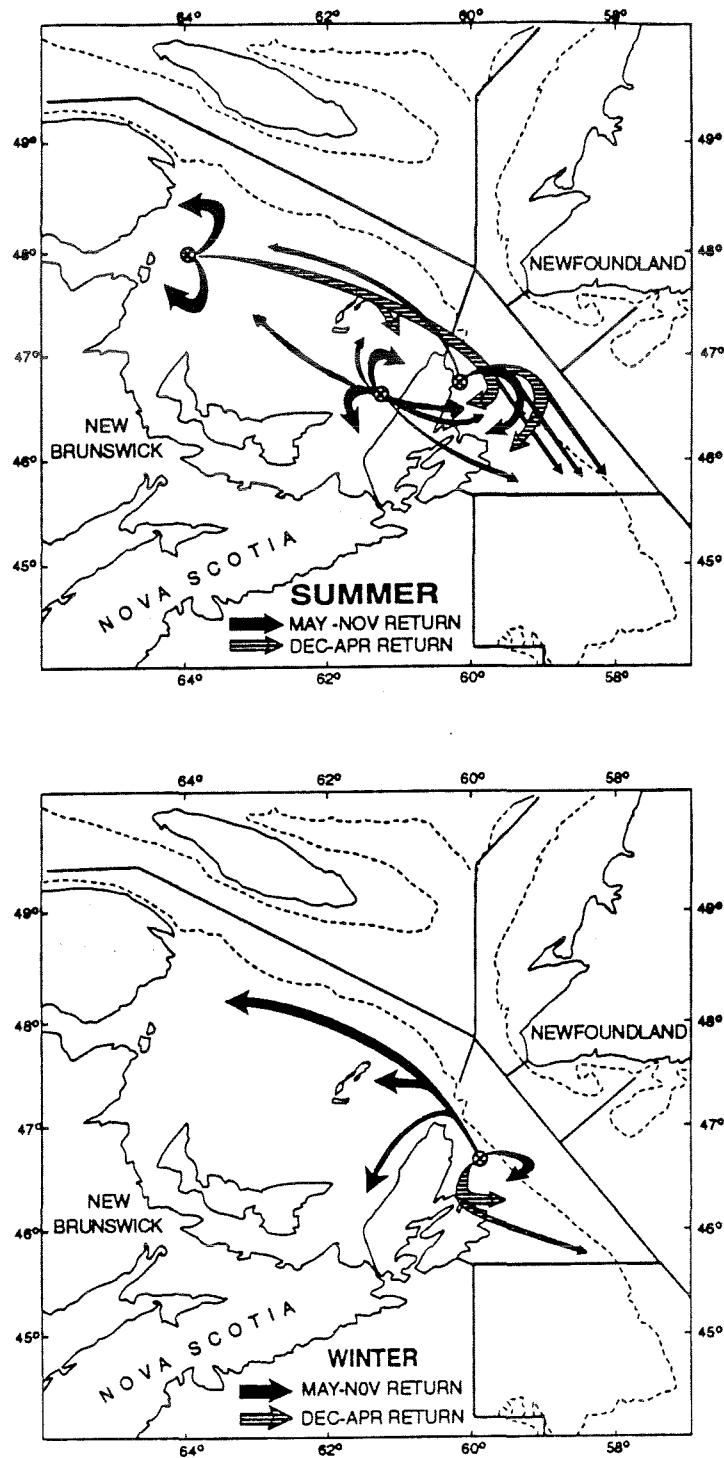 64° 62° 60° 58°
49° 49°
48° 48°
NEWFOUNDLAND
47° 47°
NEW
BRUNSWICK
46° 46°
45° 45°
NOVA SCOTIA
SUMMER
MAY -NOV RETURN
DEC-APR RETURN
64° 62° 60° 58°
64° 62° 60° 58°
49° 49°
48° 48°
NEWFOUNDLAND
47° 47°
NEW
BRUNSWICK
46° 46°
45° 45°
NOVA SCOTIA
WINTER
MAY-NOV RETURN
DEC-APR RETURN
64° 62° 60° 58°